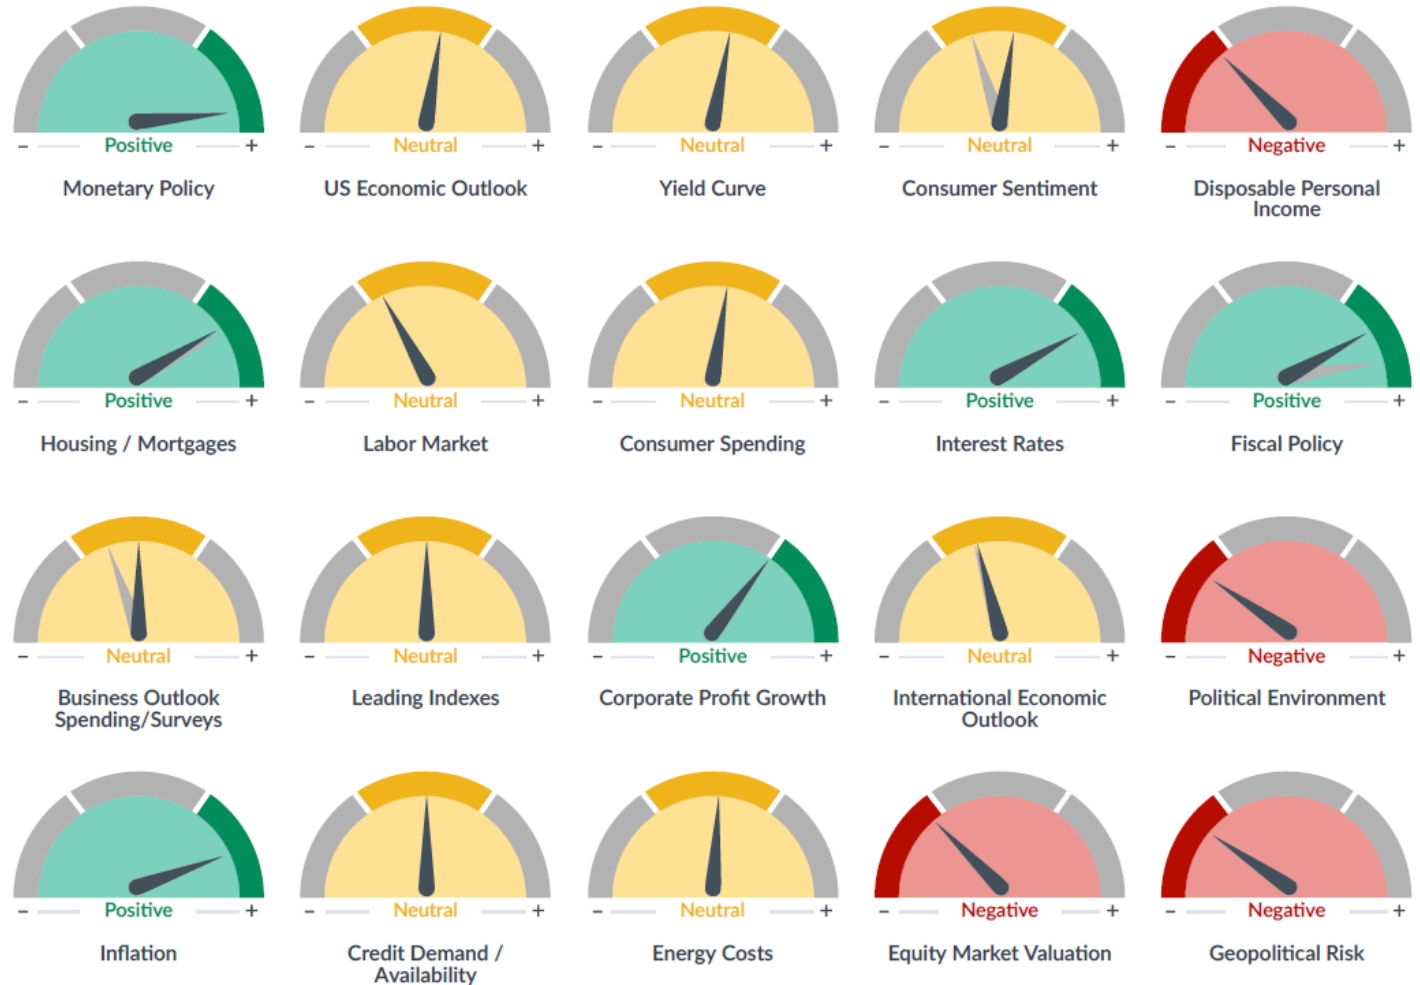 - Positive +
Monetary Policy
- Neutral +
US Economic Outlook
- Neutral +
Yield Curve
- Neutral +
Consumer Sentiment
- Negative +
Disposable Personal
Income
- Positive +
Housing / Mortgages
- Neutral +
Labor Market
- Neutral +
Consumer Spending
- Positive +
Interest Rates
- Positive +
Fiscal Policy
- Neutral +
Business Outlook
Spending/Surveys
- Neutral +
Leading Indexes
- Positive +
Corporate Profit Growth
- Neutral +
International Economic
Outlook
- Negative +
Political Environment
- Positive +
Inflation
- Neutral +
Credit Demand /
Availability
- Neutral +
Energy Costs
- Negative +
Equity Market Valuation
- Negative +
Geopolitical Risk